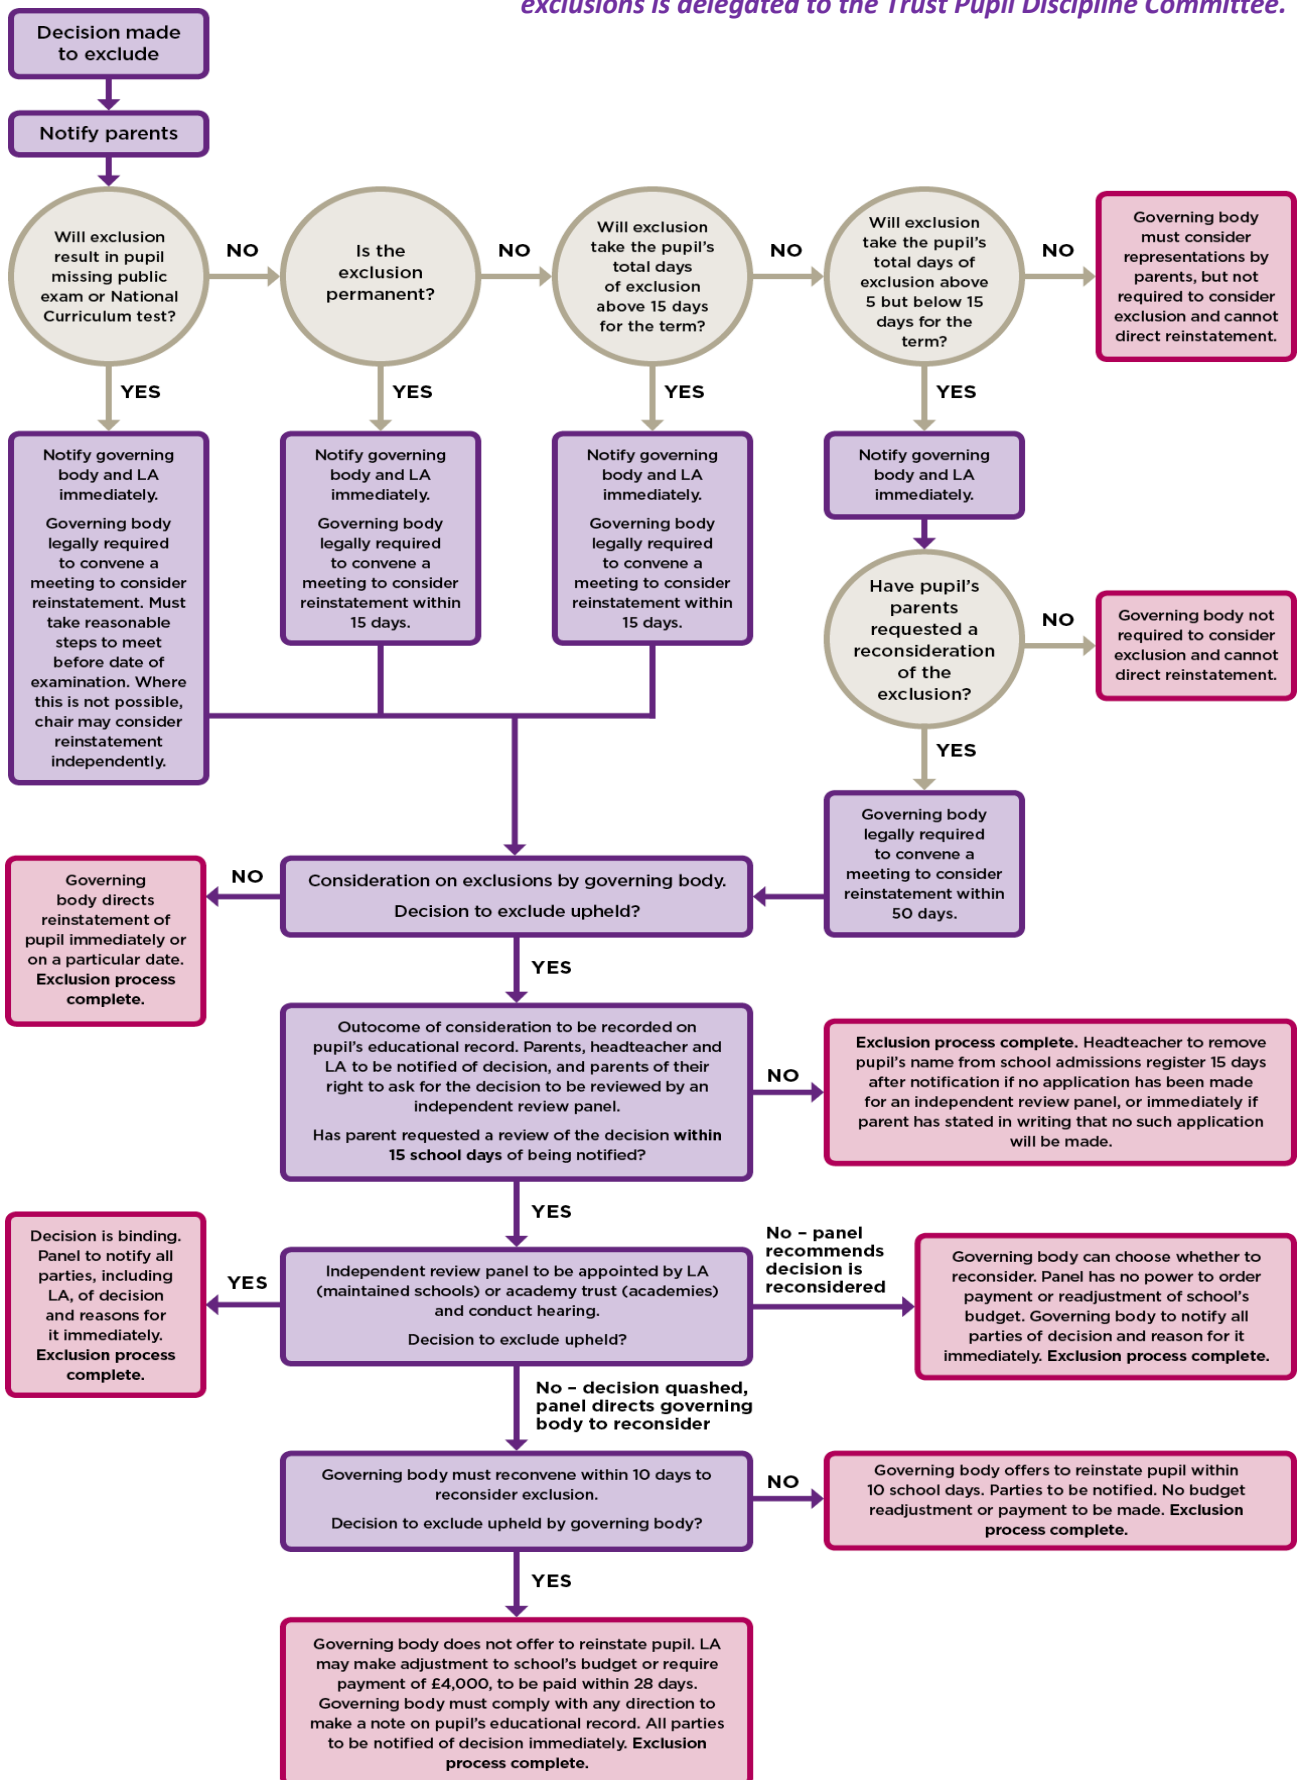 exclusions is delegated to the Trust Pupil Discipline Committee.
Decision made
to exclude
Notify parents
Will exclusion
result in pupil
missing public
exam or National
Curriculum test?
NO
Is the
exclusion
permanent?
NO
Will exclusion
take the pupil's
total days
of exclusion
above 15 days
for the term?
NO
Will exclusion
take the pupil's
total days of
exclusion above
5 but below 15
days for the
term?
NO
Governing body
must consider
representations by
parents, but not
required to consider
exclusion and cannot
direct reinstatement.
YES
YES
YES
YES
Notify governing
body and LA
immediately.
Governing body
legally required
to convene a
meeting to consider
reinstatement. Must
take reasonable
steps to meet
before date of
examination. Where
this is not possible,
chair may consider
reinstatement
independently.
Notify governing
body and LA
immediately.
Governing body
legally required
to convene a
meeting to consider
reinstatement within
15 days.
Notify governing
body and LA
immediately.
Governing body
legally required
to convene a
meeting to consider
reinstatement within
15 days.
Notify governing
body and LA
immediately.
Have pupil's
parents
requested a
reconsideration
of the
exclusion?
NO
Governing body not
required to consider
exclusion and cannot
direct reinstatement.
YES
Governing body
legally required
to convene a
meeting to consider
reinstatement within
50 days.
Consideration on exclusions by governing body.
Decision to exclude upheld?
NO
Governing
body directs
reinstatement of
pupil immediately or
on a particular date.
Exclusion process
complete.
YES
Outocome of consideration to be recorded on
pupil's educational record. Parents, headteacher and
LA to be notified of decision, and parents of their
right to ask for the decision to be reviewed by an
independent review panel.
Has parent requested a review of the decision within
15 school days of being notified?
NO
Exclusion process complete. Headteacher to remove
pupil's name from school admissions register 15 days
after notification if no application has been made
for an independent review panel, or immediately if
parent has stated in writing that no such application
will be made.
YES
Independent review panel to be appointed by LA
(maintained schools) or academy trust (academies)
and conduct hearing.
Decision to exclude upheld?
YES
Decision is binding.
Panel to notify all
parties, including
LA, of decision
and reasons for
it immediately.
Exclusion process
complete.
No – panel
recommends
decision is
reconsidered
Governing body can choose whether to
reconsider. Panel has no power to order
payment or readjustment of school's
budget. Governing body to notify all
parties of decision and reason for it
immediately. Exclusion process complete.
No – decision quashed,
panel directs governing
body to reconsider
Governing body must reconvene within 10 days to
reconsider exclusion.
Decision to exclude upheld by governing body?
NO
Governing body offers to reinstate pupil within
10 school days. Parties to be notified. No budget
readjustment or payment to be made. Exclusion
process complete.
YES
Governing body does not offer to reinstate pupil. LA
may make adjustment to school's budget or require
payment of £4,000, to be paid within 28 days.
Governing body must comply with any direction to
make a note on pupil's educational record. All parties
to be notified of decision immediately. Exclusion
process complete.